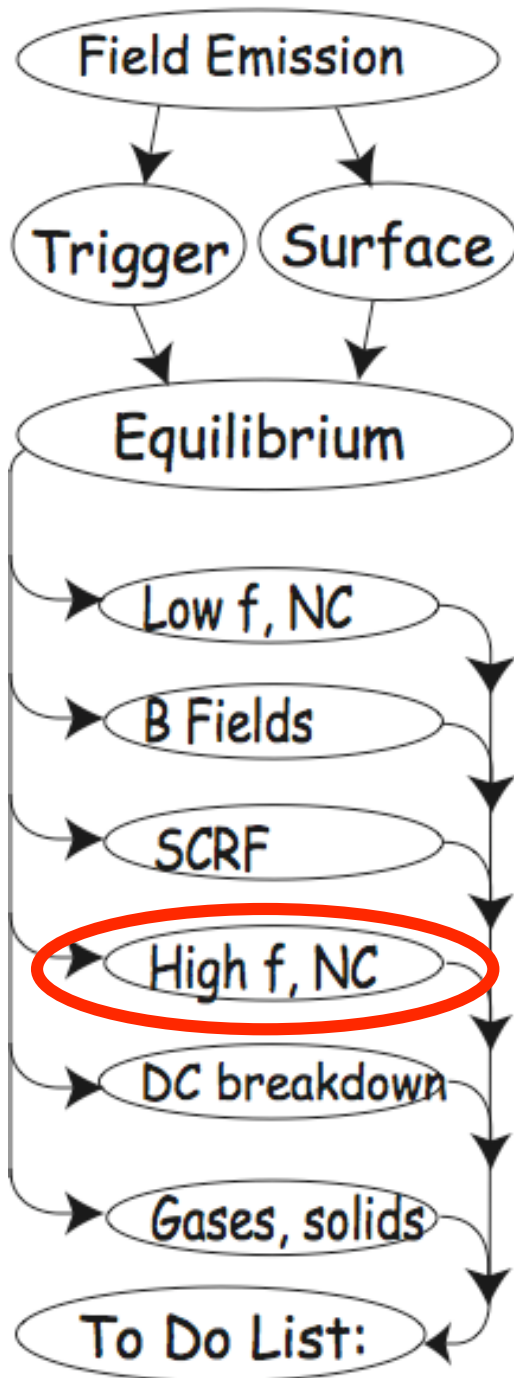 Field Emission
Trigger
Surface
Equilibrium
Low f, NC
B Fields
SCRF
High f, NC
DC breakdown
Gases, solids
To Do List: